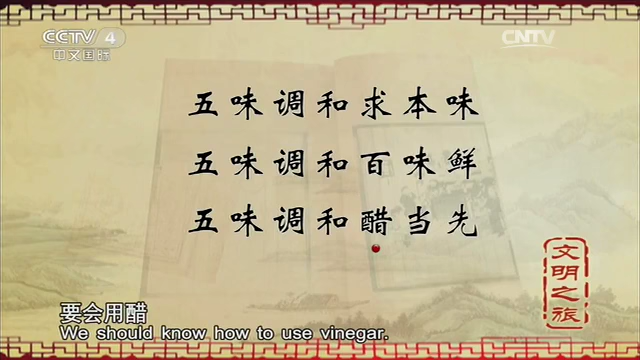 CCTV 4
中文国际
CNTV
五味调和求本味
五味调和百味鲜
五味调和醋当先
文明之旅
要会用醋
We should know how to use vinegar.